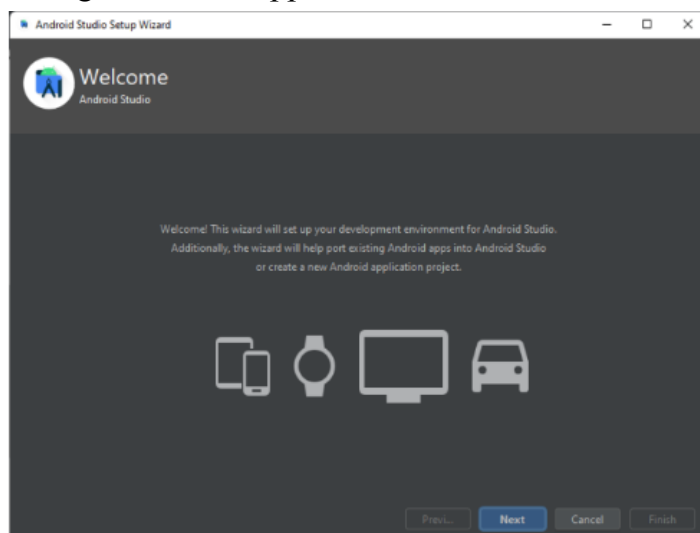 Android Studio Setup Wizard
Welcome
Android Studio
Welcome! This wizard will set up your development environment for Android Studio.
Additionally, the wizard will help port existing Android apps into Android Studio
or create a new Android application project.
Previ... Next Cancel Finish